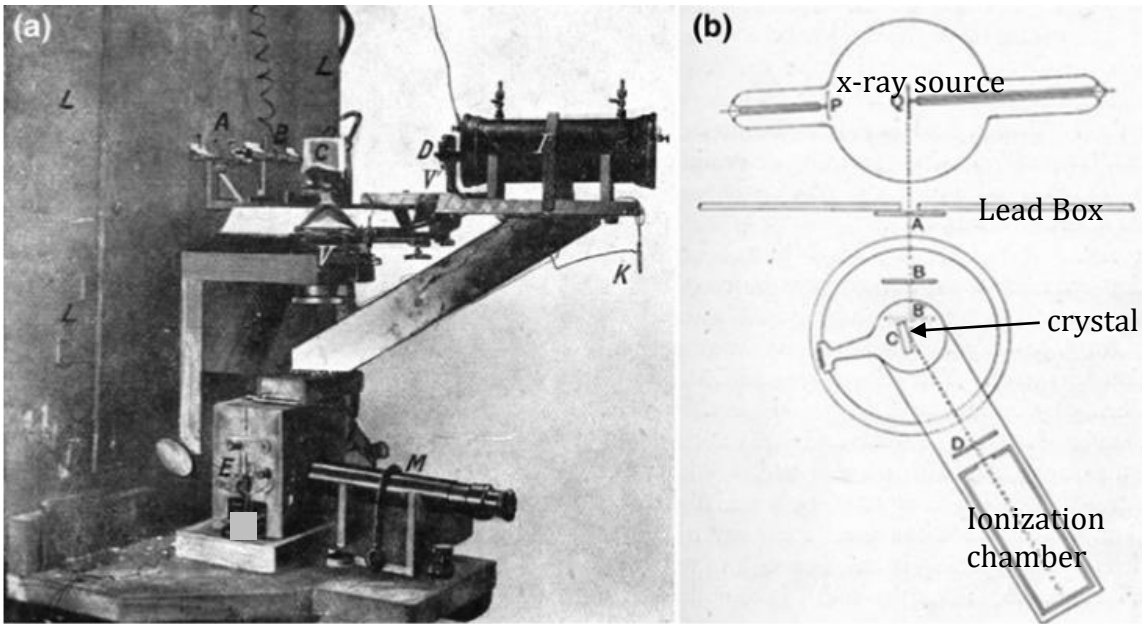 (a)
L
L
A
B
C
D
I
V'
V
K
L
E
M
(b)
x-ray source
P
Q
Lead Box
A
B
B'
crystal
C
D
Ionization
chamber